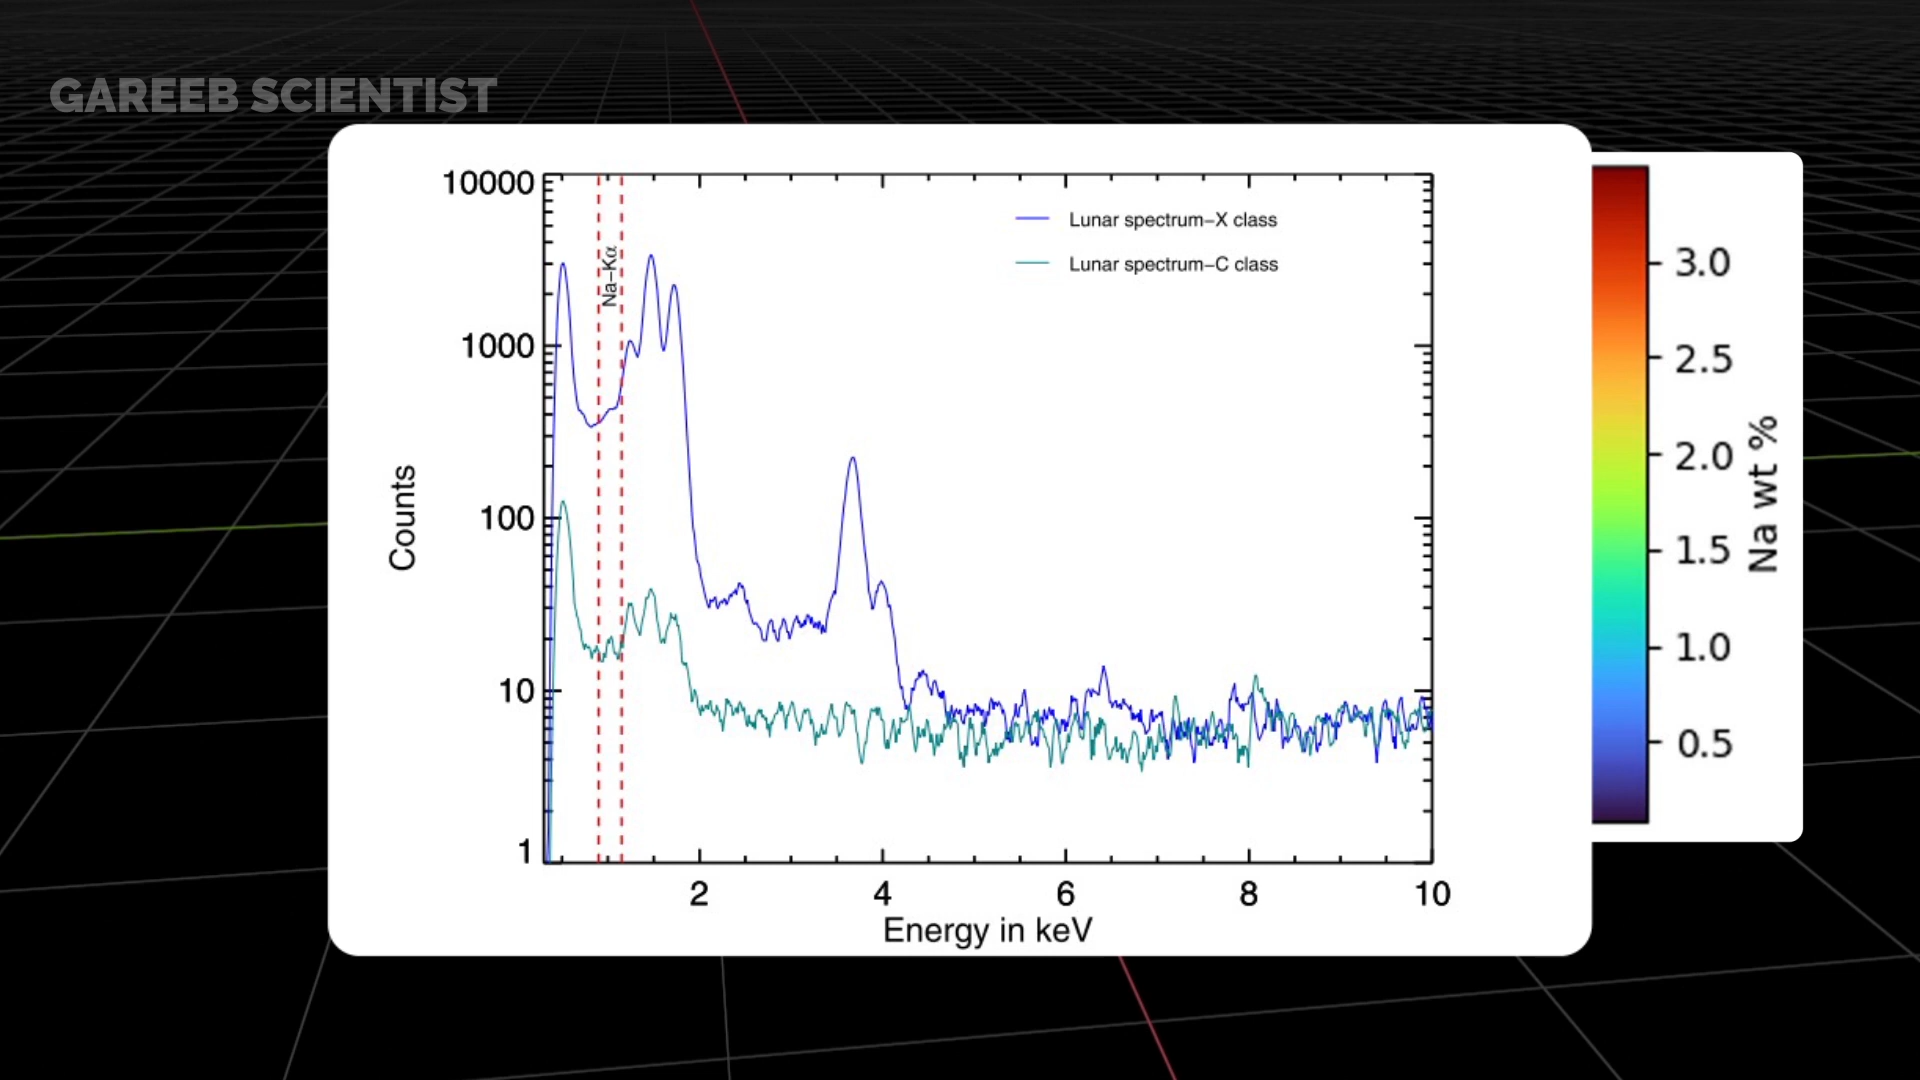 GAREEB SCIENTIST
10000
1000
100
10
1
Counts
Na–Kα
Lunar spectrum–X class
Lunar spectrum–C class
2 4 6 8 10
Energy in keV
3.0
2.5
2.0
1.5
1.0
0.5
Na wt %